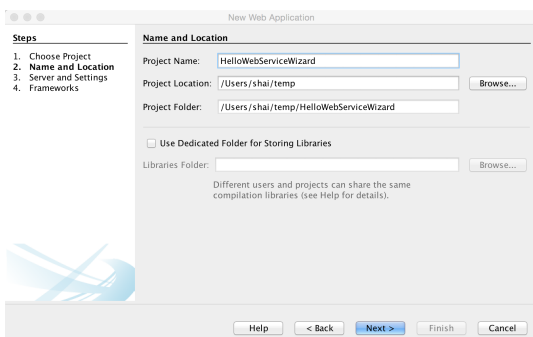 New Web Application
Steps
1. Choose Project
2. Name and Location
3. Server and Settings
4. Frameworks
Name and Location
Project Name: HelloWebServiceWizard
Project Location: /Users/shai/temp Browse...
Project Folder: /Users/shai/temp/HelloWebServiceWizard
Use Dedicated Folder for Storing Libraries
Libraries Folder: Browse...
Different users and projects can share the same
compilation libraries (see Help for details).
Help < Back Next > Finish Cancel